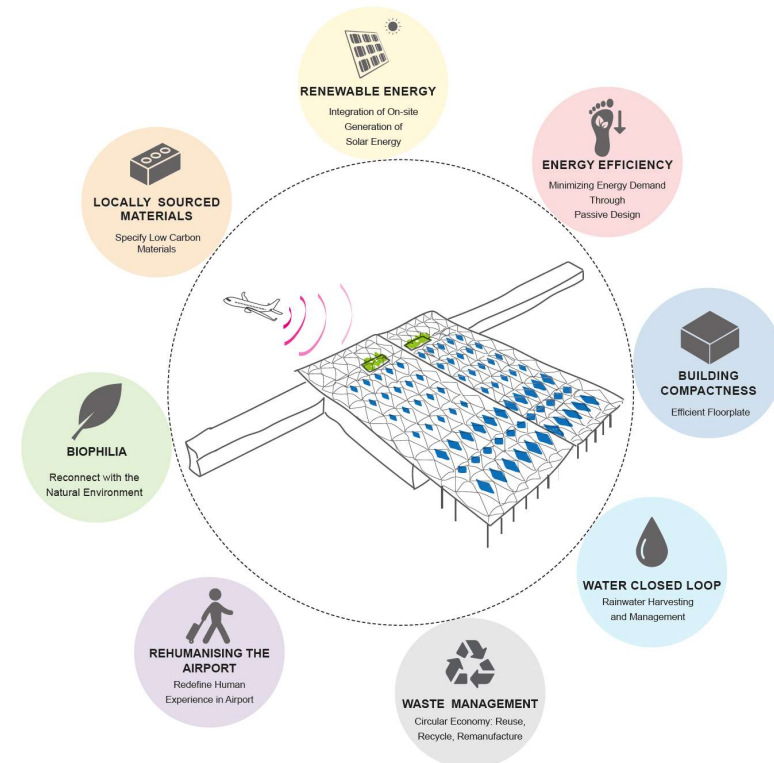 RENEWABLE ENERGY
Integration of On-site
Generation of
Solar Energy
ENERGY EFFICIENCY
Minimizing Energy Demand
Through
Passive Design
BUILDING
COMPACTNESS
Efficient Floorplate
WATER CLOSED LOOP
Rainwater Harvesting
and Management
WASTE MANAGEMENT
Circular Economy: Reuse,
Recycle, Remanufacture
REHUMANISING THE
AIRPORT
Redefine Human
Experience in Airport
BIOPHILIA
Reconnect with the
Natural Environment
LOCALLY SOURCED
MATERIALS
Specify Low Carbon
Materials